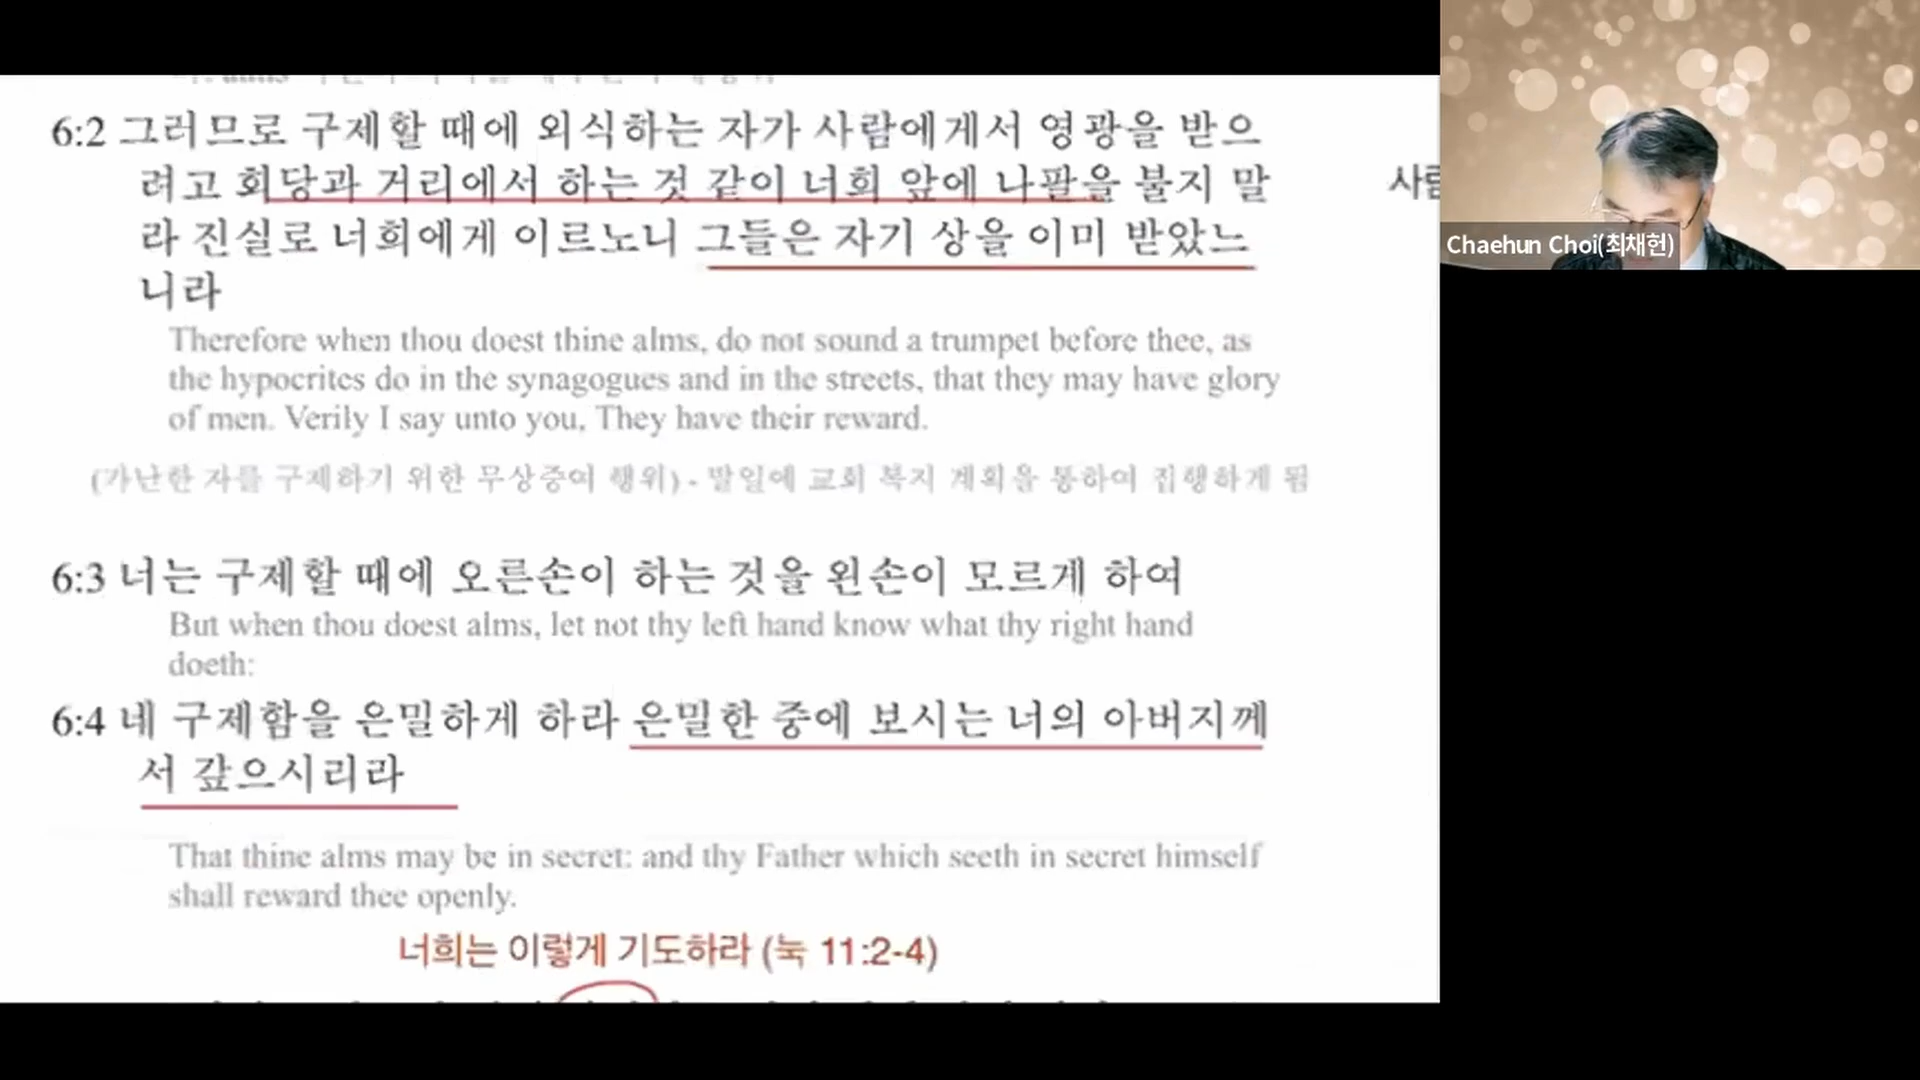 6:2 그러므로 구제할 때에 외식하는 자가 사람에게서 영광을 받으
려고 회당과 거리에서 하는 것 같이 너희 앞에 나팔을 불지 말
라 진실로 너희에게 이르노니 그들은 자기 상을 이미 받았느
니라
Therefore when thou doest thine alms, do not sound a trumpet before thee, as
the hypocrites do in the synagogues and in the streets, that they may have glory
of men. Verily I say unto you, They have their reward.
(가난한 자를 구제하기 위한 무상증여 행위) - 말일에 교회 복지 계획을 통하여 집행하게 됨
6:3 너는 구제할 때에 오른손이 하는 것을 왼손이 모르게 하여
But when thou doest alms, let not thy left hand know what thy right hand
doeth:
6:4 네 구제함을 은밀하게 하라 은밀한 중에 보시는 너의 아버지께
서 갚으시리라
That thine alms may be in secret: and thy Father which seeth in secret himself
shall reward thee openly.
너희는 이렇게 기도하라 (눅 11:2-4)
Chaehun Choi(최채헌)